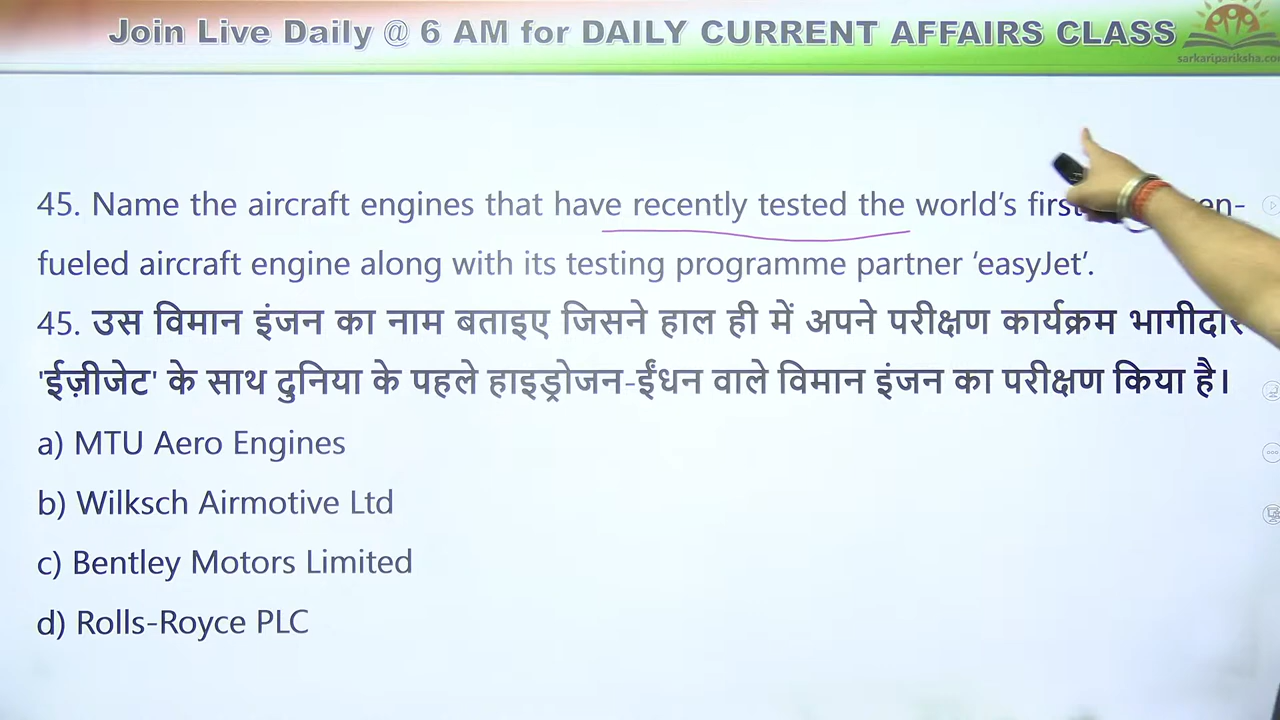 Join Live Daily @ 6 AM for DAILY CURRENT AFFAIRS CLASS
sarkaripariksha.co
45. Name the aircraft engines that have recently tested the world's first en-
fueled aircraft engine along with its testing programme partner 'easyJet'.
45. उस विमान इंजन का नाम बताइए जिसने हाल ही में अपने परीक्षण कार्यक्रम भागीदार
'ईज़ीजेट' के साथ दुनिया के पहले हाइड्रोजन-ईंधन वाले विमान इंजन का परीक्षण किया है।
a) MTU Aero Engines
b) Wilksch Airmotive Ltd
c) Bentley Motors Limited
d) Rolls-Royce PLC